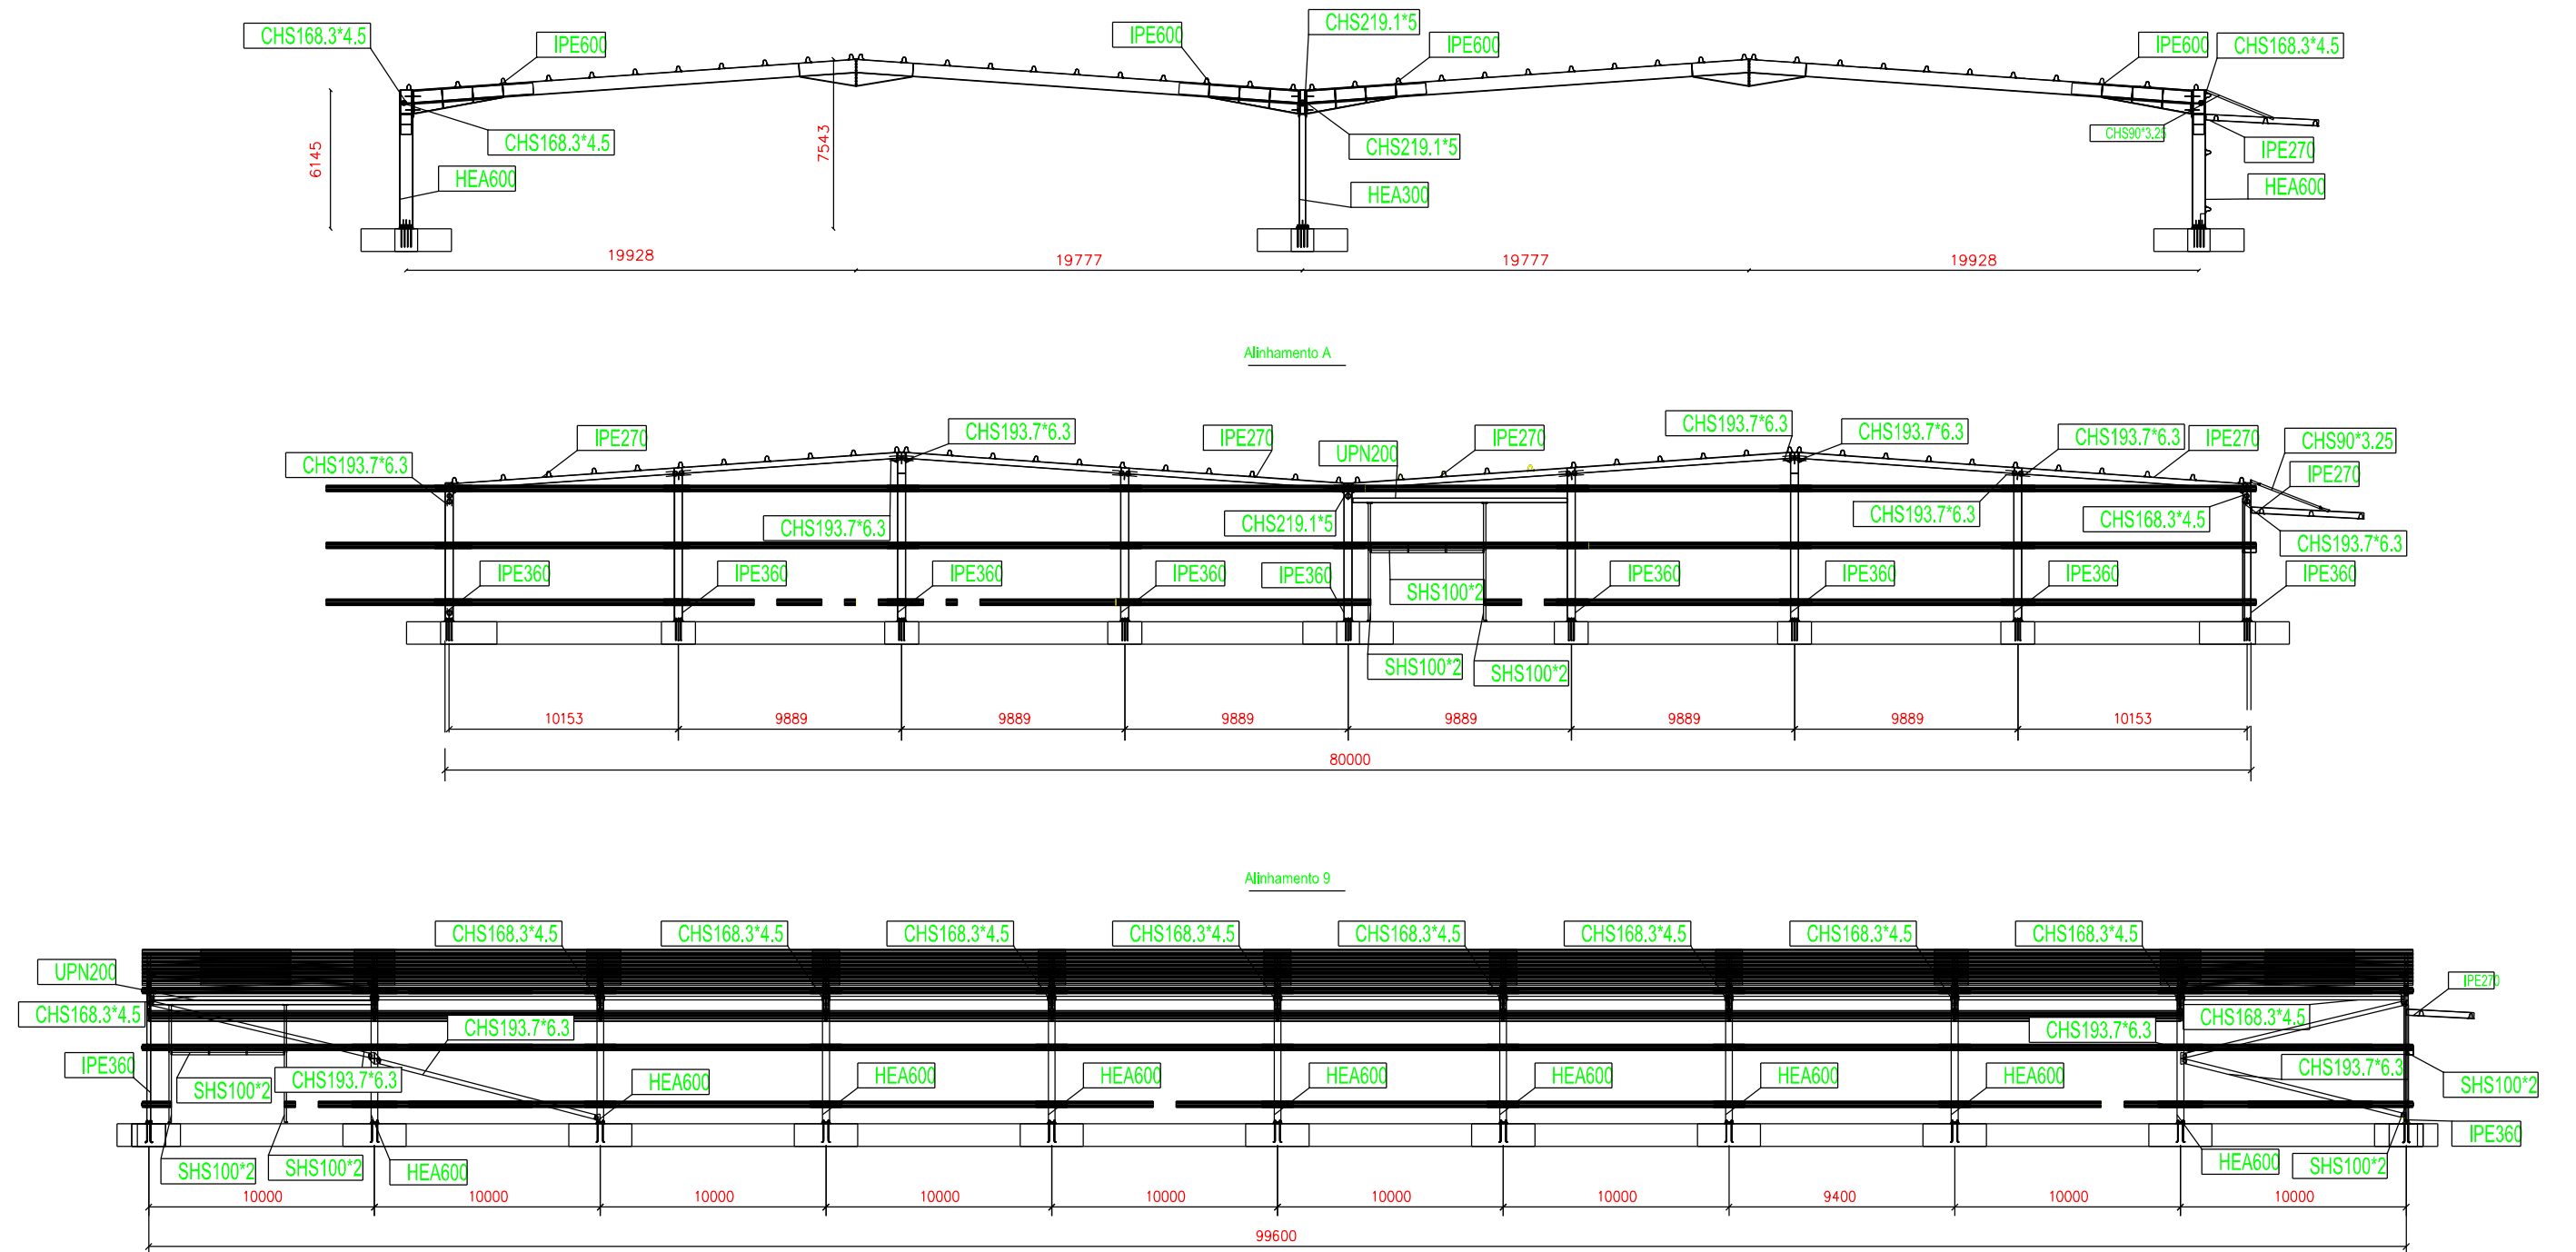 CHS168.3*4.5
IPE600
IPE600
CHS219.1*5
IPE600
IPE600
CHS168.3*4.5
CHS168.3*4.5
CHS219.1*5
CHS90*3.25
IPE270
HEA600
HEA300
HEA600
6145
7543
19928
19777
19777
19928
Alinhamento A
CHS193.7*6.3
IPE270
CHS193.7*6.3
IPE270
UPN200
IPE270
CHS193.7*6.3
CHS193.7*6.3
CHS193.7*6.3
IPE270
CHS90*3.25
IPE270
CHS193.7*6.3
CHS219.1*5
CHS193.7*6.3
CHS168.3*4.5
CHS193.7*6.3
IPE360
IPE360
IPE360
IPE360
IPE360
IPE360
IPE360
IPE360
IPE360
SHS100*2
SHS100*2
SHS100*2
10153
9889
9889
9889
9889
9889
9889
10153
80000
Alinhamento 9
CHS168.3*4.5
CHS168.3*4.5
CHS168.3*4.5
CHS168.3*4.5
CHS168.3*4.5
CHS168.3*4.5
CHS168.3*4.5
CHS168.3*4.5
UPN200
IPE270
CHS168.3*4.5
CHS193.7*6.3
CHS193.7*6.3
CHS168.3*4.5
IPE360
SHS100*2
CHS193.7*6.3
HEA600
HEA600
HEA600
HEA600
HEA600
HEA600
HEA600
CHS193.7*6.3
SHS100*2
SHS100*2
SHS100*2
HEA600
HEA600
SHS100*2
IPE360
10000
10000
10000
10000
10000
10000
10000
9400
10000
10000
99600